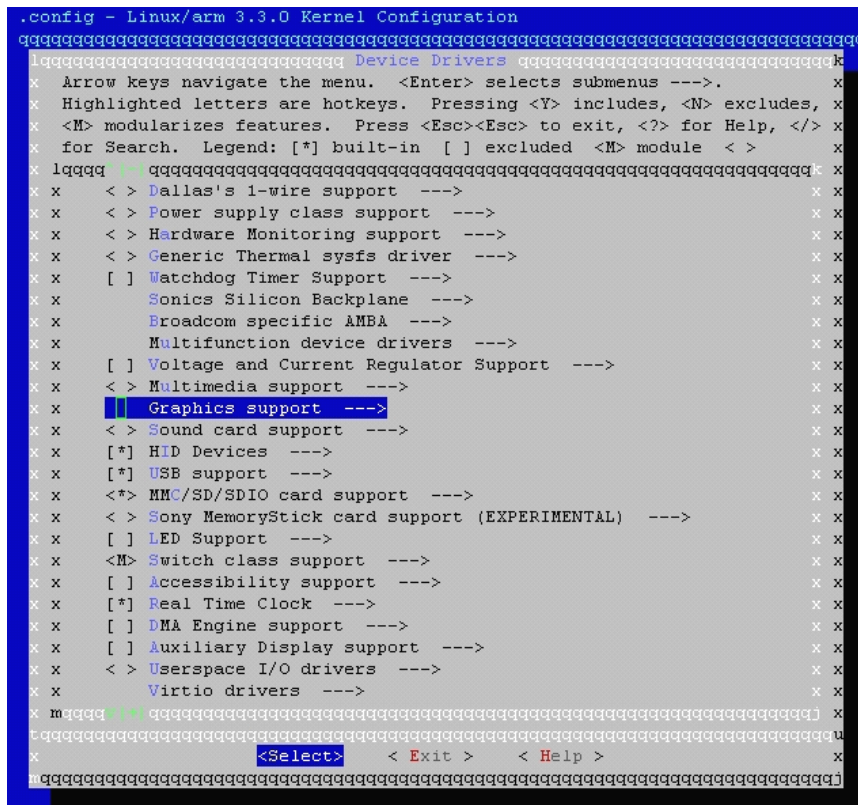 .config - Linux/arm 3.3.0 Kernel Configuration
Device Drivers
Arrow keys navigate the menu. <Enter> selects submenus --->.
Highlighted letters are hotkeys. Pressing <Y> includes, <N> excludes,
<M> modularizes features. Press <Esc><Esc> to exit, <?> for Help, </>
for Search. Legend: [*] built-in [ ] excluded <M> module < >
< > Dallas's 1-wire support --->
< > Power supply class support --->
< > Hardware Monitoring support --->
< > Generic Thermal sysfs driver --->
[ ] Watchdog Timer Support --->
Sonics Silicon Backplane --->
Broadcom specific AMBA --->
Multifunction device drivers --->
[ ] Voltage and Current Regulator Support --->
< > Multimedia support --->
Graphics support --->
< > Sound card support --->
[*] HID Devices --->
[*] USB support --->
<*> MMC/SD/SDIO card support --->
< > Sony MemoryStick card support (EXPERIMENTAL) --->
[ ] LED Support --->
<M> Switch class support --->
[ ] Accessibility support --->
[*] Real Time Clock --->
[ ] DMA Engine support --->
[ ] Auxiliary Display support --->
< > Userspace I/O drivers --->
Virtio drivers --->
<Select> < Exit > < Help >